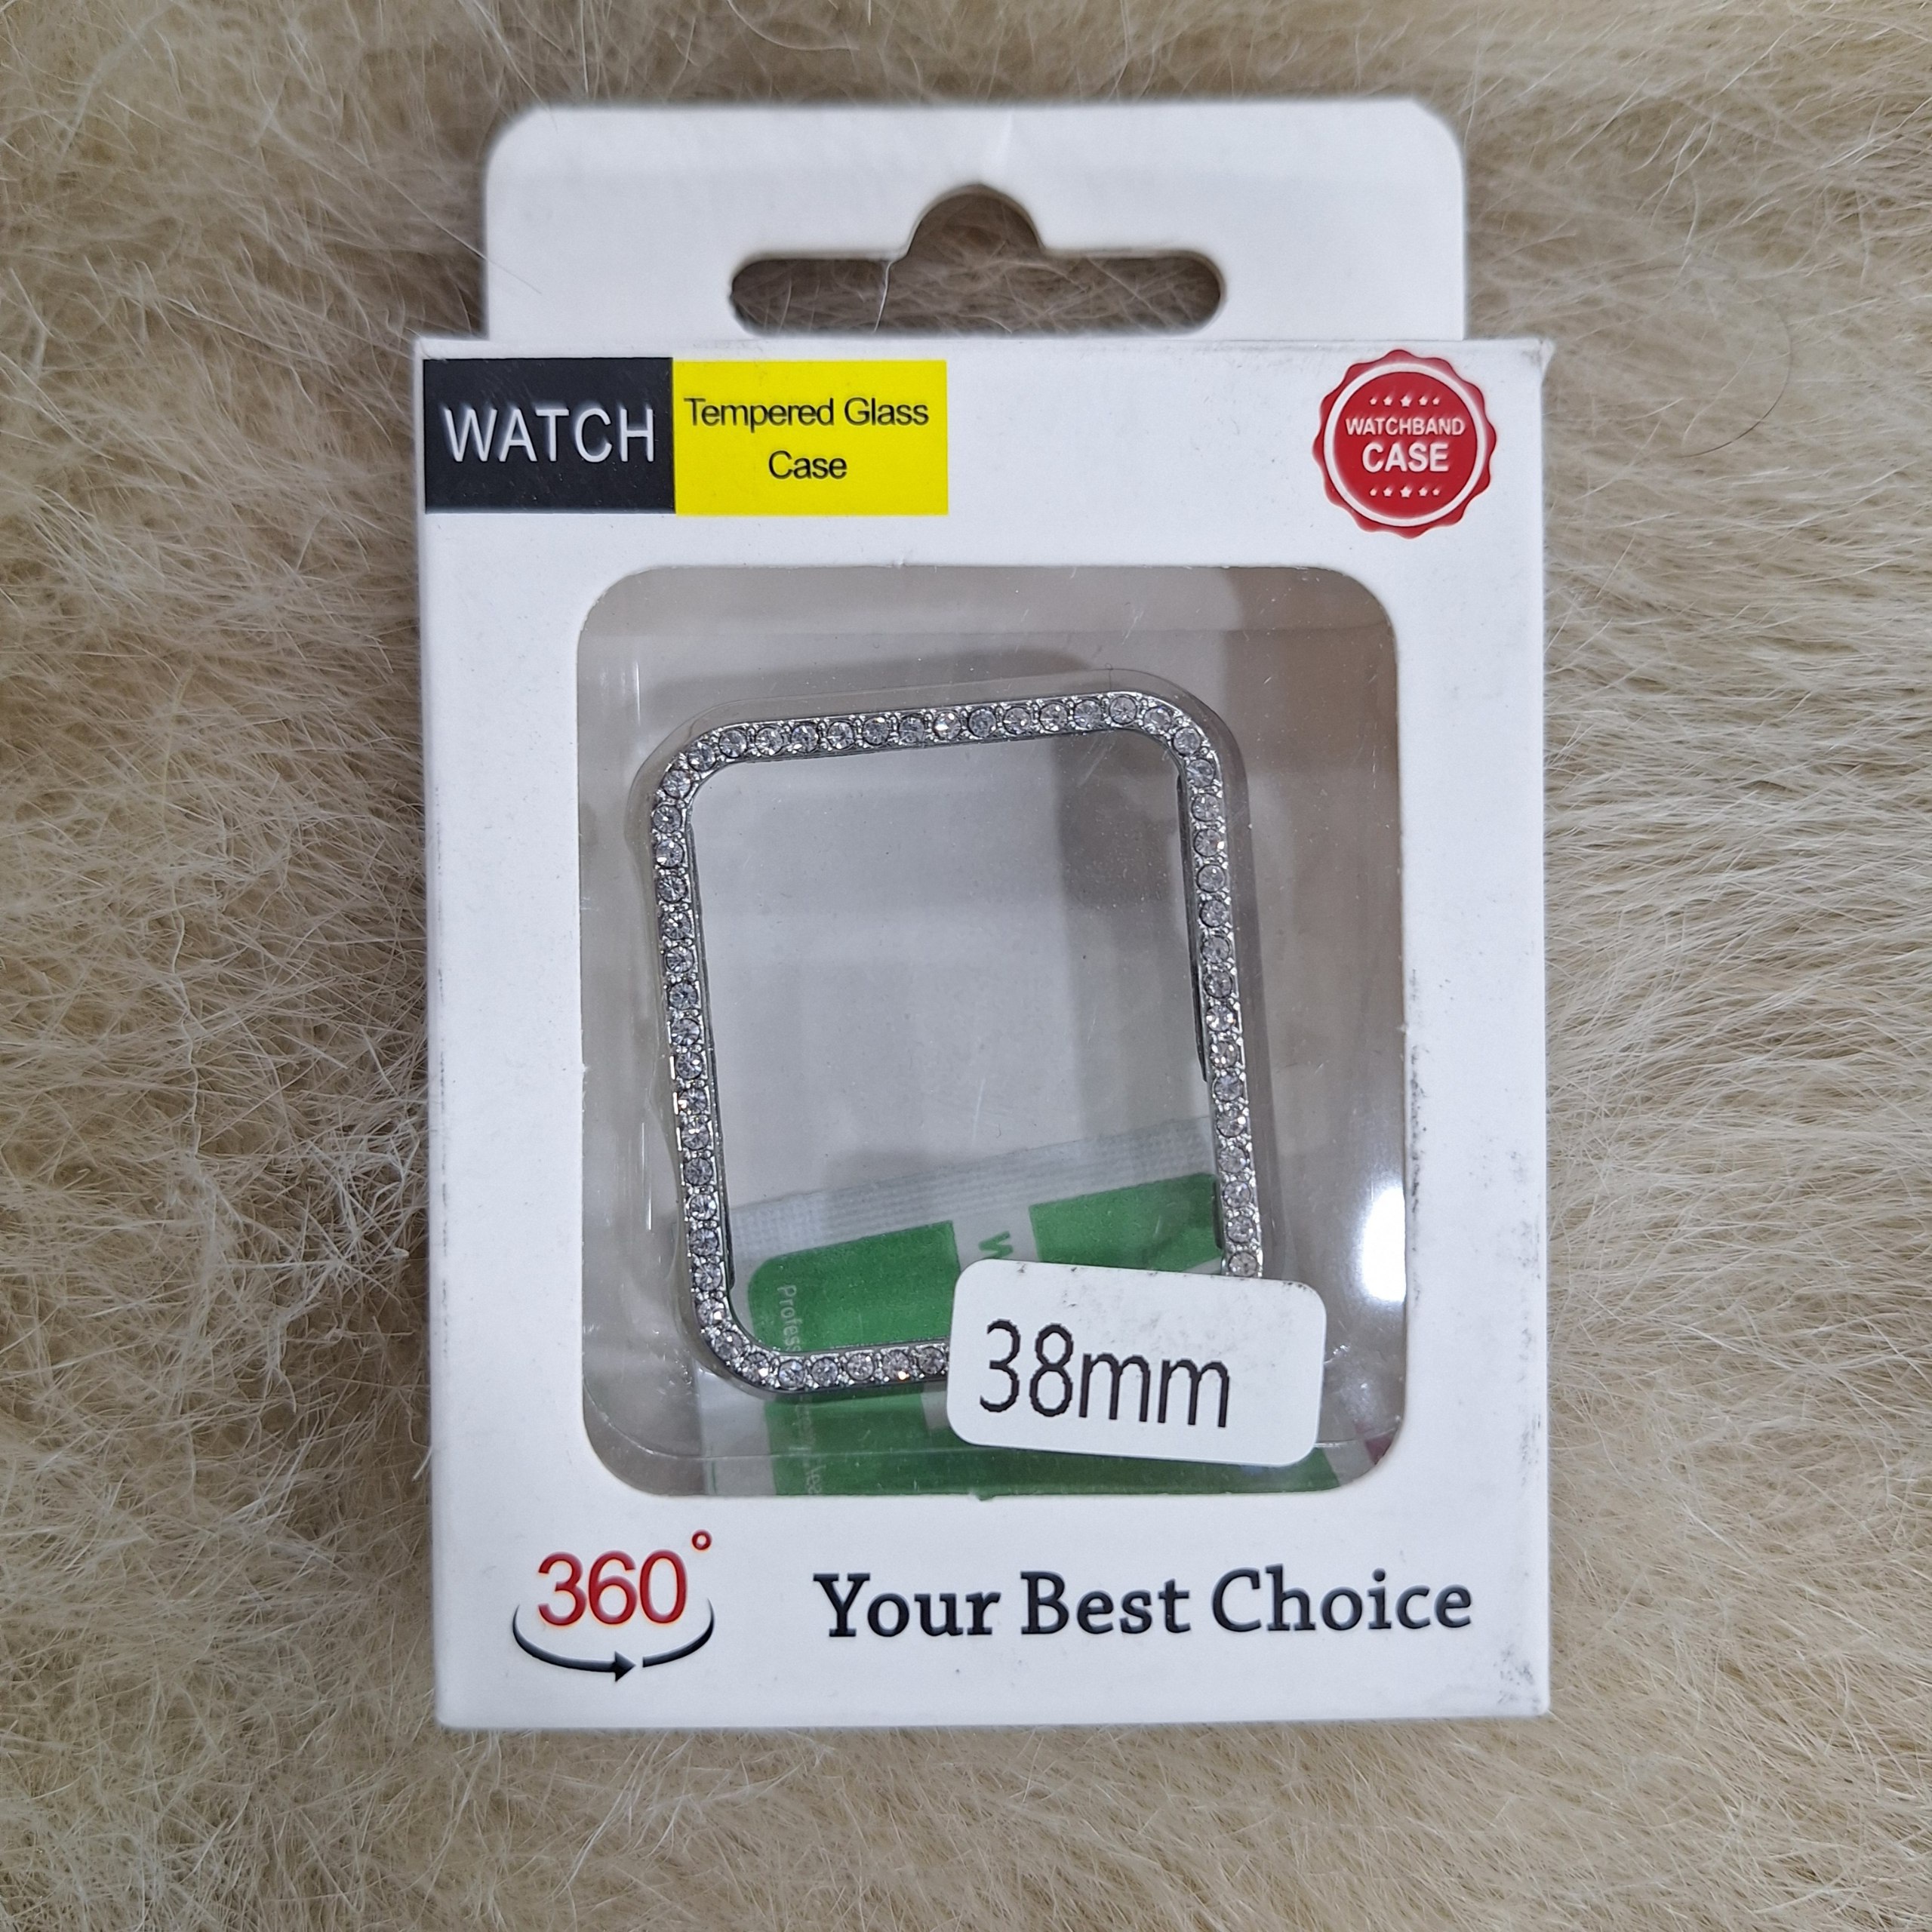 WATCH
Tempered Glass
Case
WATCHBAND
CASE
38mm
360°
Your Best Choice